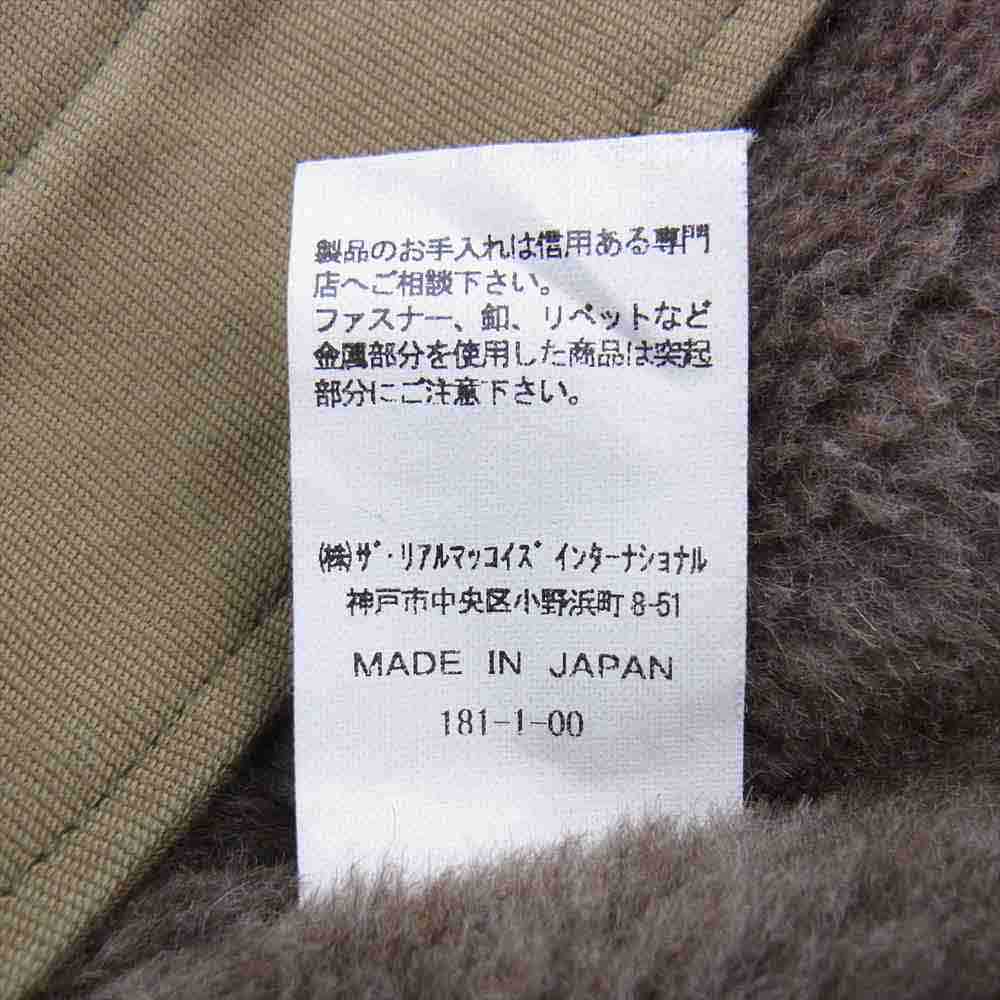 製品のお手入れは信用ある専門
店へご相談下さい。
ファスナー、釦、リベットなど
金属部分を使用した商品は突起
部分にご注意下さい。
㈱ｻﾞ･ﾘｱﾙﾏｯｺｲｽﾞ ｲﾝﾀｰﾅｼｮﾅﾙ
神戸市中央区小野浜町 8-51
MADE IN JAPAN
181-1-00